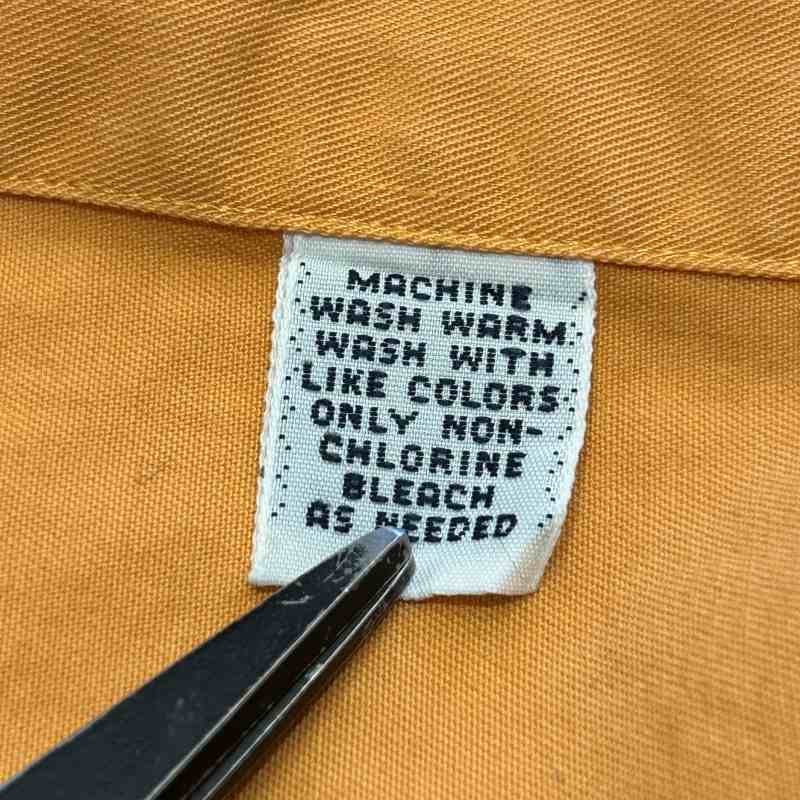 MACHINE
WASH WARM
WASH WITH
LIKE COLORS
ONLY NON-
CHLORINE
BLEACH
AS NEEDED